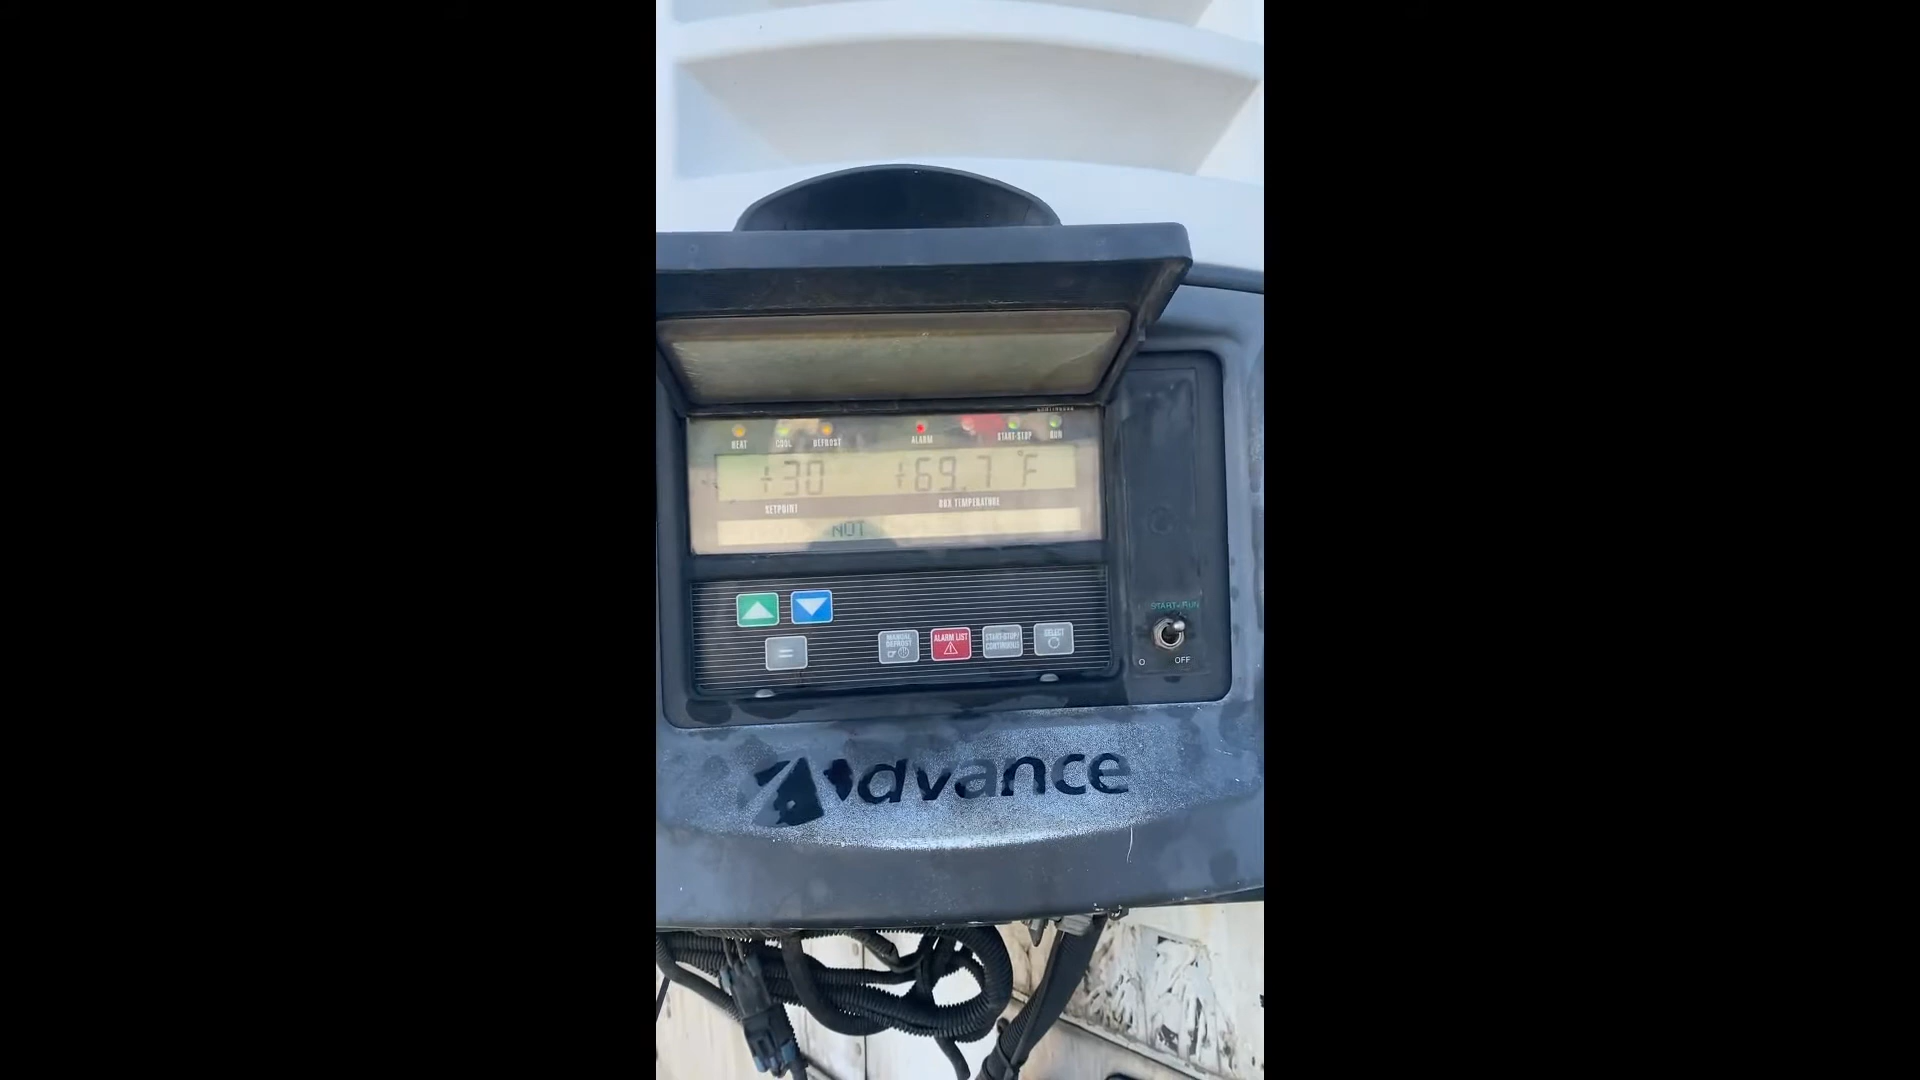 HEAT COOL DEFROST ALARM START-STOP RUN
+30 +69.7 °F
SETPOINT BOX TEMPERATURE
NOT
MANUAL DEFROST
ALARM LIST
START-STOP/ CONTINUOUS
SELECT
=
START-RUN
O OFF
Advance